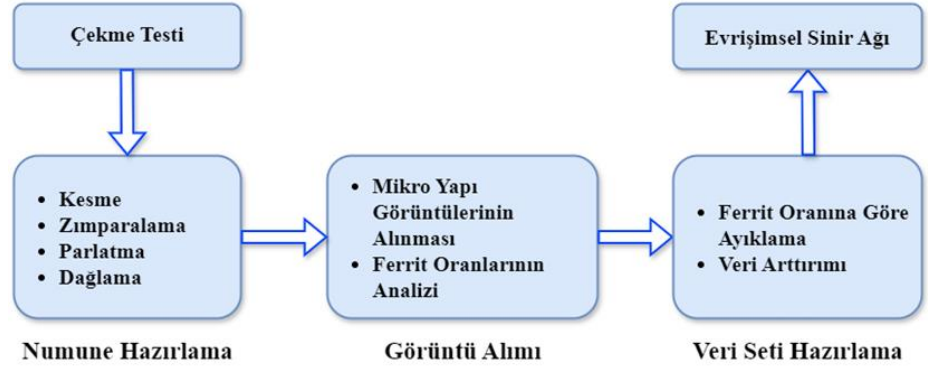 Çekme Testi
Evrişimsel Sinir Ağı
• Kesme
• Zımparalama
• Parlatma
• Dağlama
• Mikro Yapı
Görüntülerinin
Alınması
• Ferrit Oranlarının
Analizi
• Ferrit Oranına Göre
Ayıklama
• Veri Arttırımı
Numune Hazırlama
Görüntü Alımı
Veri Seti Hazırlama